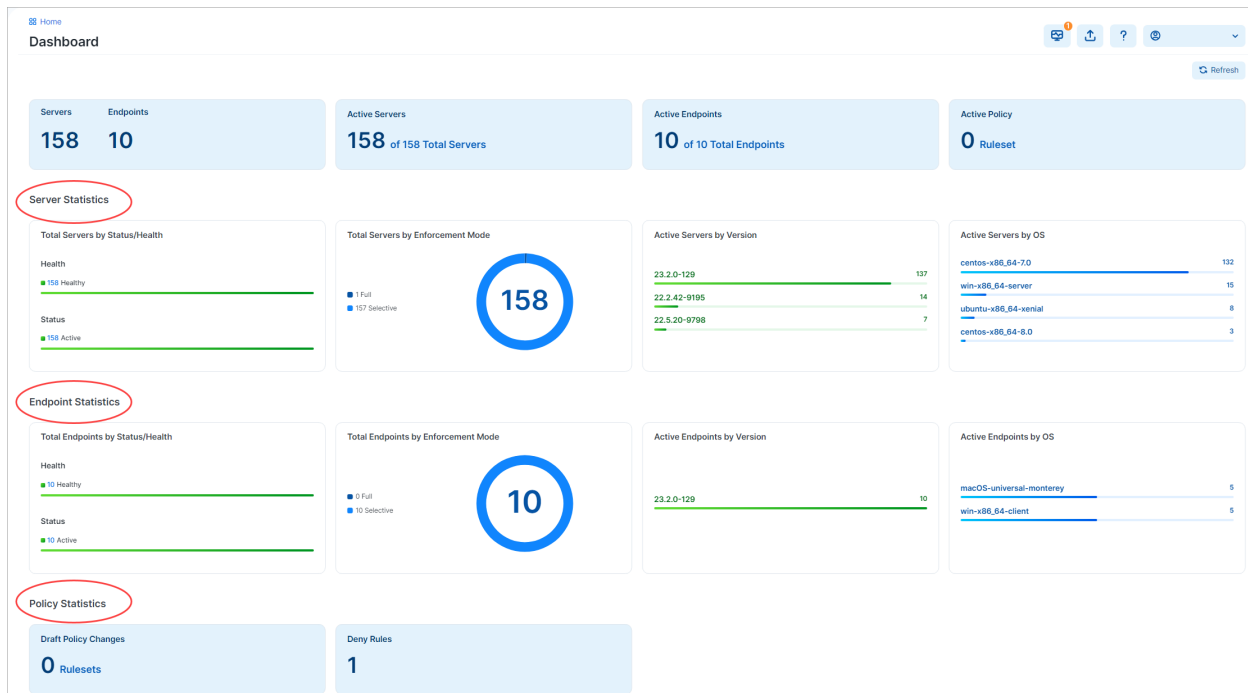 Home
Dashboard
1
?
Refresh
Servers Endpoints
158 10
Active Servers
158 of 158 Total Servers
Active Endpoints
10 of 10 Total Endpoints
Active Policy
0 Ruleset
Server Statistics
Total Servers by Status/Health
Health
158 Healthy
Status
158 Active
Total Servers by Enforcement Mode
1 Full
157 Selective
158
Active Servers by Version
23.2.0-129 137
22.2.42-9195 14
22.5.20-9798 7
Active Servers by OS
centos-x86_64-7.0 132
win-x86_64-server 15
ubuntu-x86_64-xenial 8
centos-x86_64-8.0 3
Endpoint Statistics
Total Endpoints by Status/Health
Health
10 Healthy
Status
10 Active
Total Endpoints by Enforcement Mode
0 Full
10 Selective
10
Active Endpoints by Version
23.2.0-129 10
Active Endpoints by OS
macOS-universal-monterey 5
win-x86_64-client 5
Policy Statistics
Draft Policy Changes
0 Rulesets
Deny Rules
1